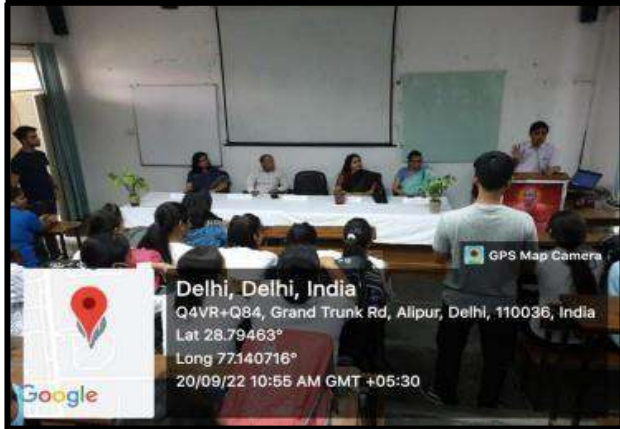 GPS Map Camera
Delhi, Delhi, India
Q4VR+Q84, Grand Trunk Rd, Alipur, Delhi, 110036, India
Lat 28.79463°
Long 77.140716°
20/09/22 10:55 AM GMT +05:30
Google